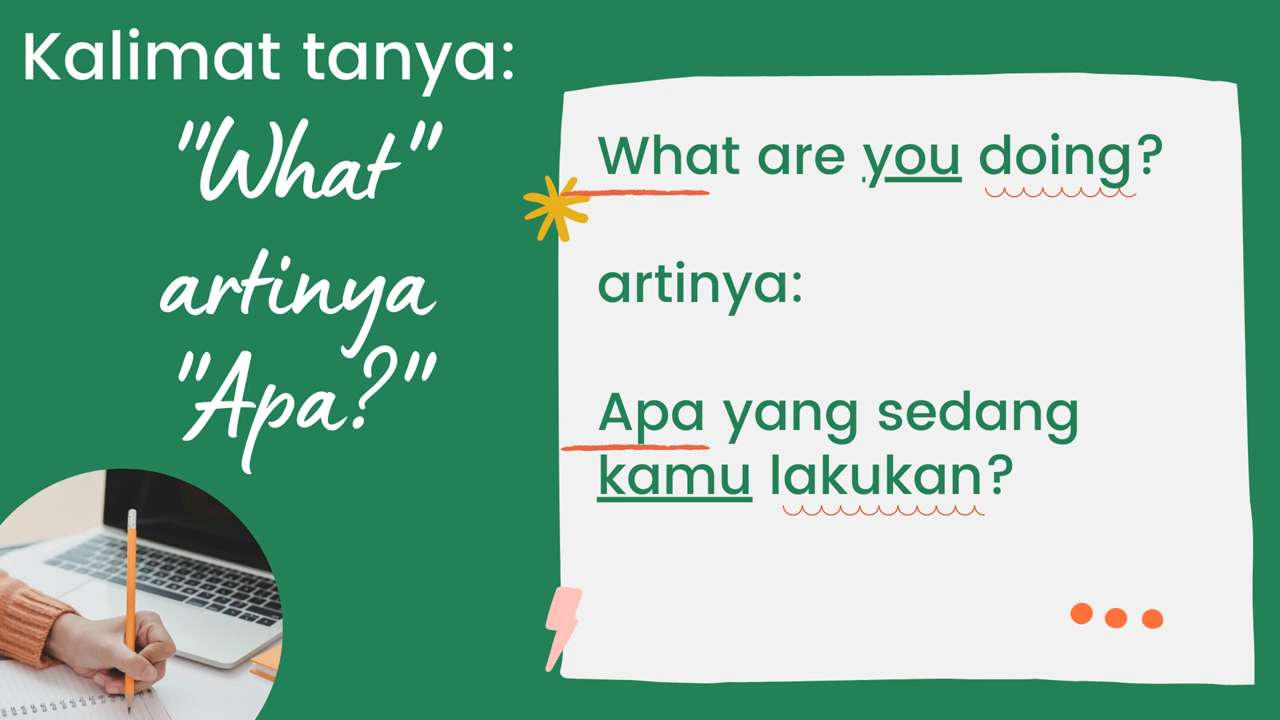 Kalimat tanya:
"What"
artinya
"Apa?"
What are you doing?
artinya:
Apa yang sedang
kamu lakukan?